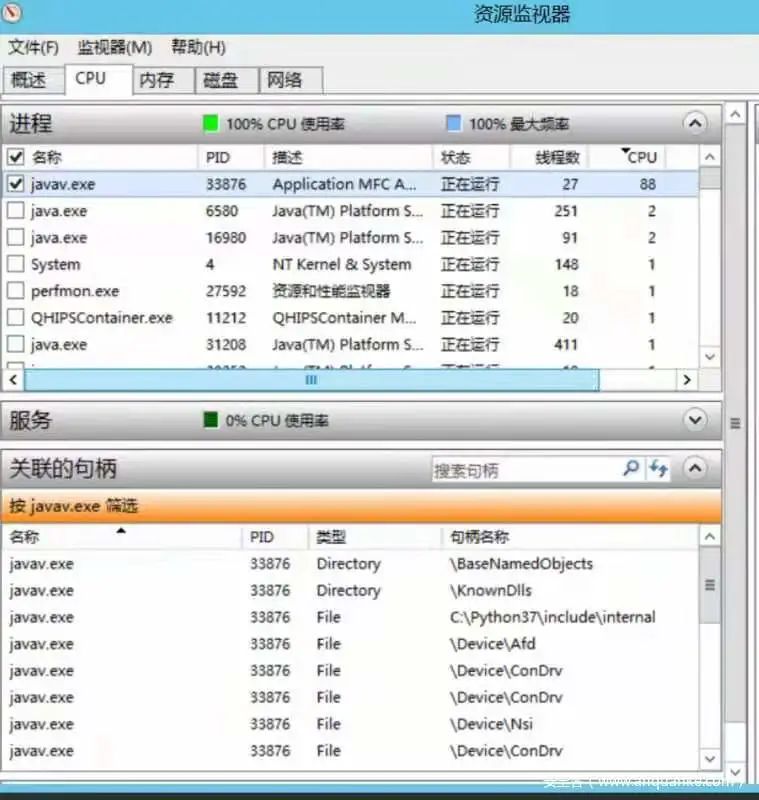 资源监视器
文件(F) 监视器(M) 帮助(H)
概述 CPU 内存 磁盘 网络
进程 100% CPU 使用率 100% 最大频率
名称 PID 描述 状态 线程数 CPU
javav.exe 33876 Application MFC A... 正在运行 27 88
java.exe 6580 Java(TM) Platform S... 正在运行 251 2
java.exe 16980 Java(TM) Platform S... 正在运行 91 2
System 4 NT Kernel & System 正在运行 148 1
perfmon.exe 27592 资源和性能监视器 正在运行 18 1
QHIPSContainer.exe 11212 QHIPSContainer M... 正在运行 20 1
java.exe 31208 Java(TM) Platform S... 正在运行 411 1
服务 0% CPU 使用率
关联的句柄 搜索句柄
按 javav.exe 筛选
名称 PID 类型 句柄名称
javav.exe 33876 Directory \BaseNamedObjects
javav.exe 33876 Directory \KnownDlls
javav.exe 33876 File C:\Python37\include\internal
javav.exe 33876 File \Device\Afd
javav.exe 33876 File \Device\ConDrv
javav.exe 33876 File \Device\ConDrv
javav.exe 33876 File \Device\Nsi
javav.exe 33876 File \Device\ConDrv
安全客 ( www.anquanke.com )